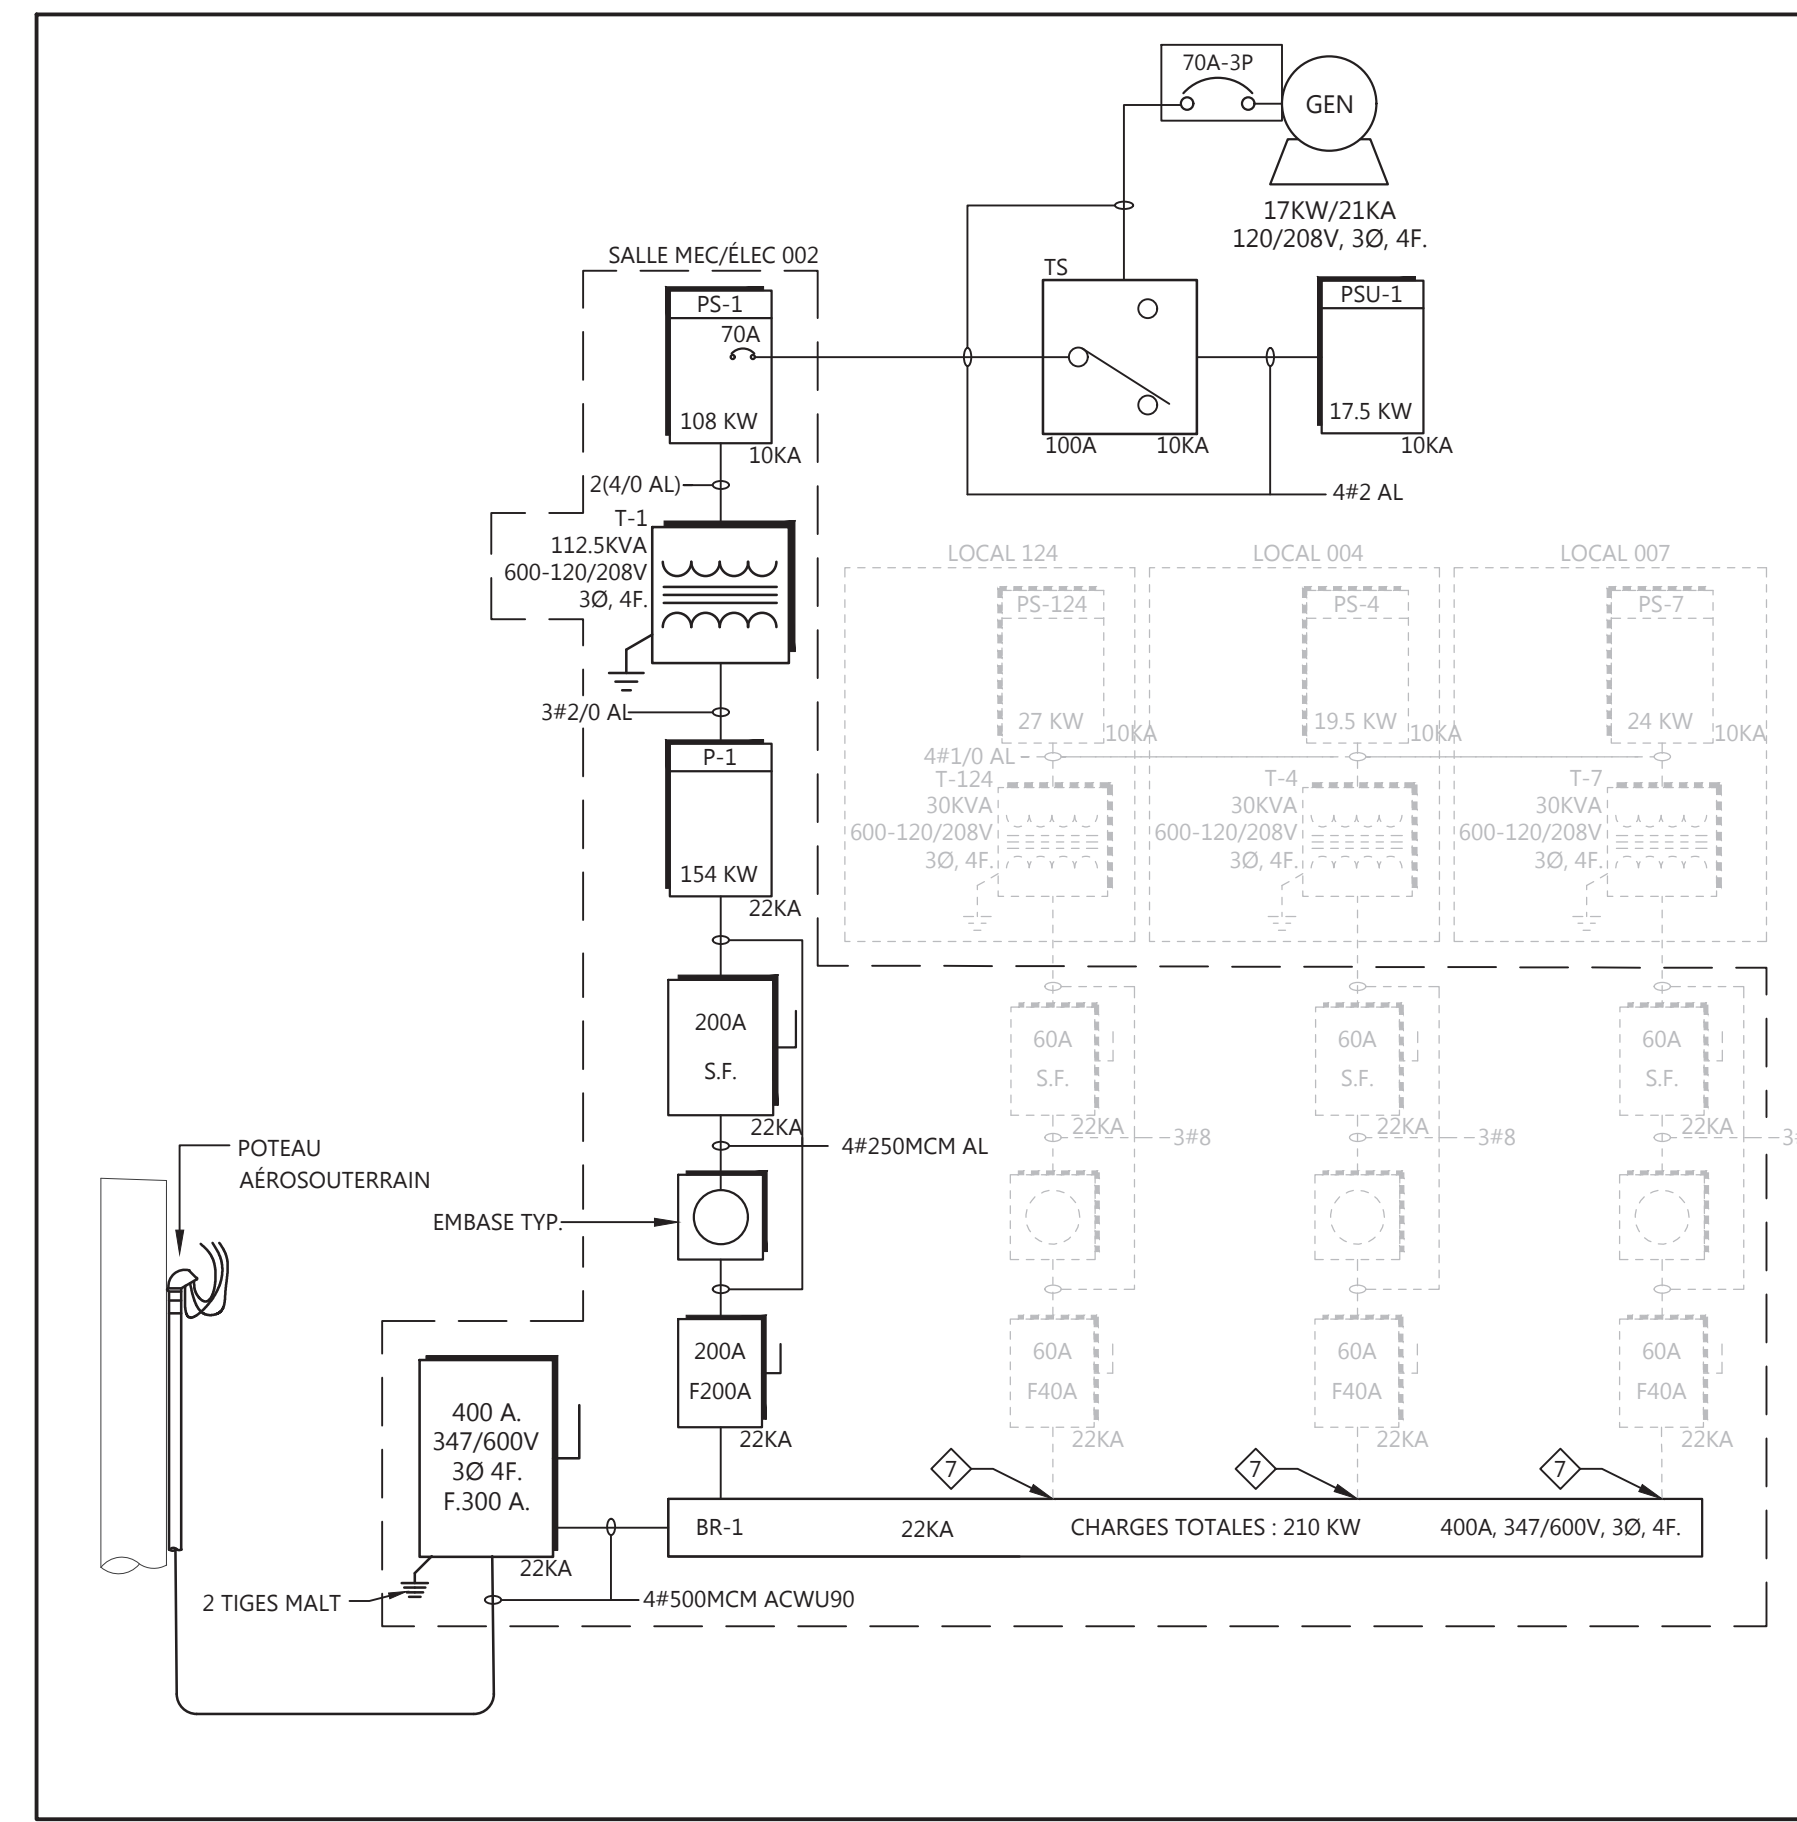 70A-3P
GEN
17KW/21KA
120/208V, 3Ø, 4F.
SALLE MEC/ÉLEC 002
PS-1
70A
108 KW
10KA
TS
100A
10KA
PSU-1
17.5 KW
10KA
2(4/0 AL)
4#2 AL
T-1
112.5KVA
600-120/208V
3Ø, 4F.
3#2/0 AL
P-1
154 KW
22KA
LOCAL 124
LOCAL 004
LOCAL 007
PS-124
27 KW
10KA
PS-4
19.5 KW
10KA
PS-7
24 KW
10KA
4#1/0 AL
T-124
30KVA
600-120/208V
3Ø, 4F.
T-4
30KVA
600-120/208V
3Ø, 4F.
T-7
30KVA
600-120/208V
3Ø, 4F.
200A
S.F.
22KA
60A
S.F.
22KA
3#8
60A
S.F.
22KA
3#8
60A
S.F.
22KA
4#250MCM AL
POTEAU
AÉROSOUTERRAIN
EMBASE TYP.
200A
F200A
22KA
60A
F40A
22KA
60A
F40A
22KA
60A
F40A
22KA
400 A.
347/600V
3Ø 4F.
F.300 A.
22KA
7
7
7
BR-1
22KA
CHARGES TOTALES : 210 KW
400A, 347/600V, 3Ø, 4F.
2 TIGES MALT
4#500MCM ACWU90